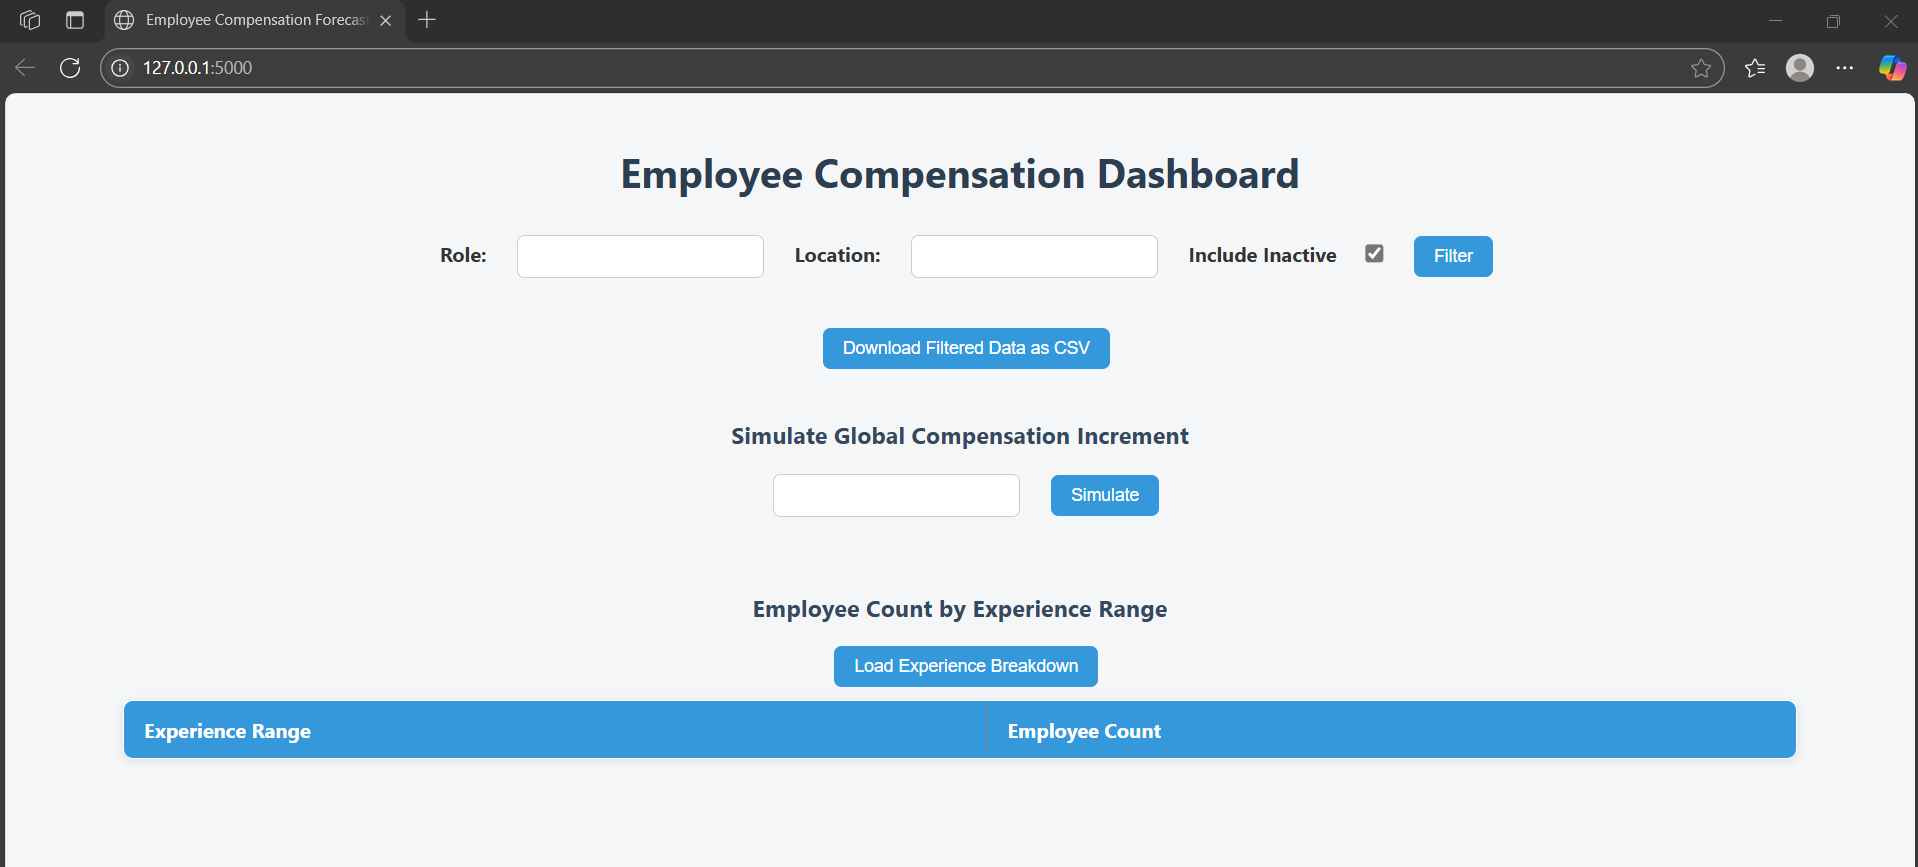 Employee Compensation Forecas
127.0.0.1:5000
Employee Compensation Dashboard
Role: Location: Include Inactive Filter
Download Filtered Data as CSV
Simulate Global Compensation Increment
Simulate
Employee Count by Experience Range
Load Experience Breakdown
Experience Range Employee Count